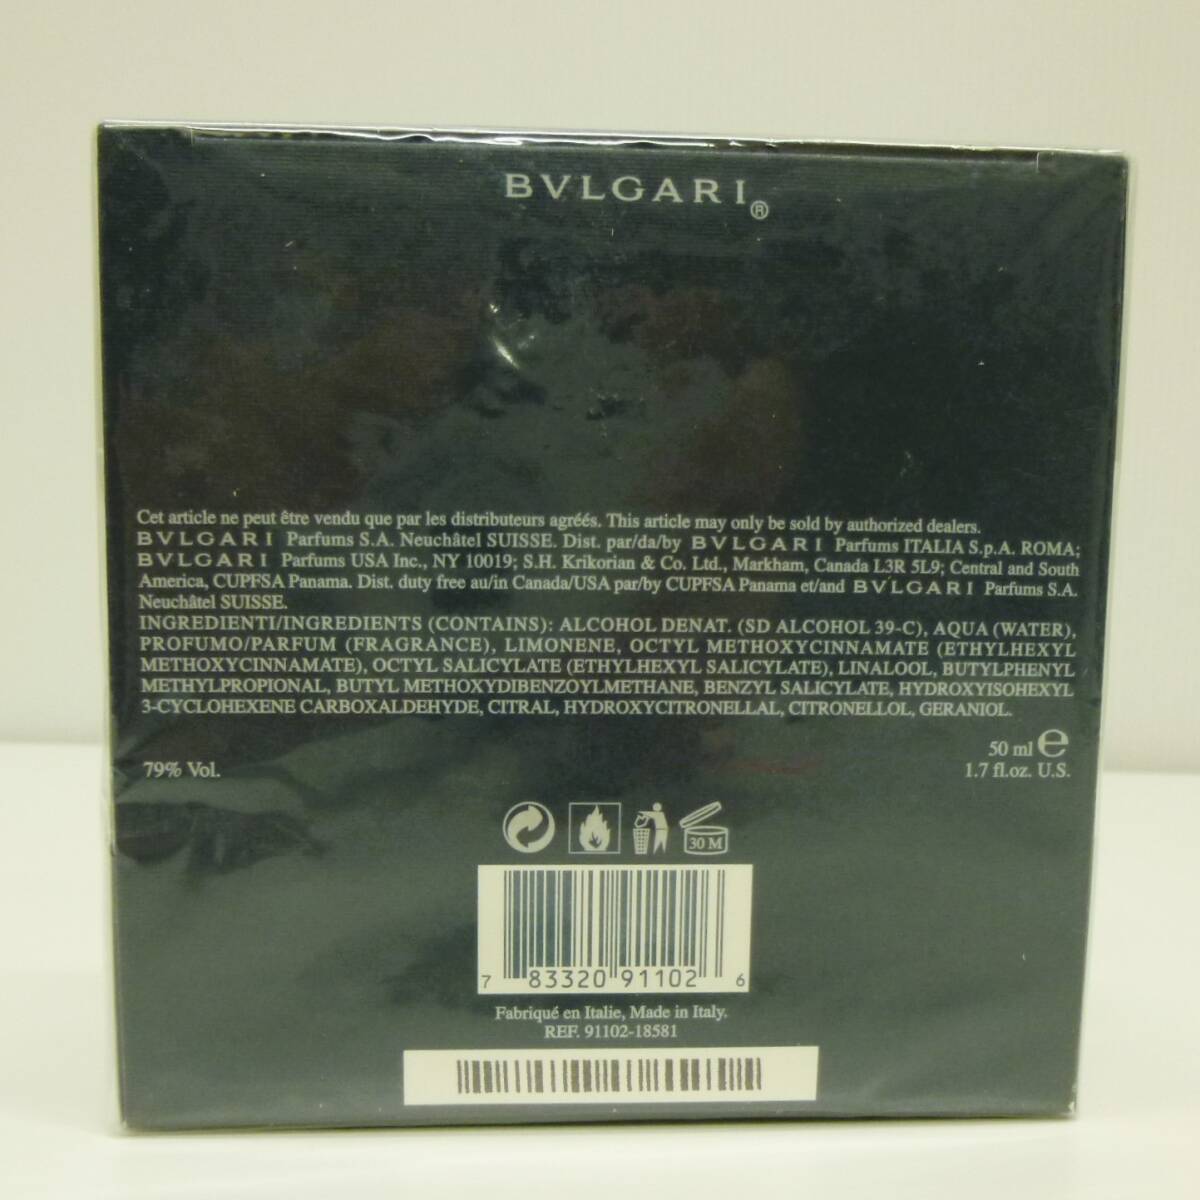 BVLGARI®
Cet article ne peut être vendu que par les distributeurs agréés. This article may only be sold by authorized dealers.
BVLGARI Parfums S.A. Neuchâtel SUISSE. Dist. par/da/by BVLGARI Parfums ITALIA S.p.A. ROMA;
BVLGARI Parfums USA Inc., NY 10019; S.H. Krikorian & Co. Ltd., Markham, Canada L3R 5L9; Central and South
America, CUPFSA Panama. Dist. duty free au/in Canada/USA par/by CUPFSA Panama et/and BVLGARI Parfums S.A.
Neuchâtel SUISSE.
INGREDIENTI/INGREDIENTS (CONTAINS): ALCOHOL DENAT. (SD ALCOHOL 39-C), AQUA (WATER),
PROFUMO/PARFUM (FRAGRANCE), LIMONENE, OCTYL METHOXYCINNAMATE (ETHYLHEXYL
METHOXYCINNAMATE), OCTYL SALICYLATE (ETHYLHEXYL SALICYLATE), LINALOOL, BUTYLPHENYL
METHYLPROPIONAL, BUTYL METHOXYDIBENZOYLMETHANE, BENZYL SALICYLATE, HYDROXYISOHEXYL
3-CYCLOHEXENE CARBOXALDEHYDE, CITRAL, HYDROXYCITRONELLAL, CITRONELLOL, GERANIOL.
50 ml e
79% Vol.
1.7 fl.oz. U.S.
30 M
7 83320 91102 6
Fabriqué en Italie, Made in Italy.
REF. 91102-18581